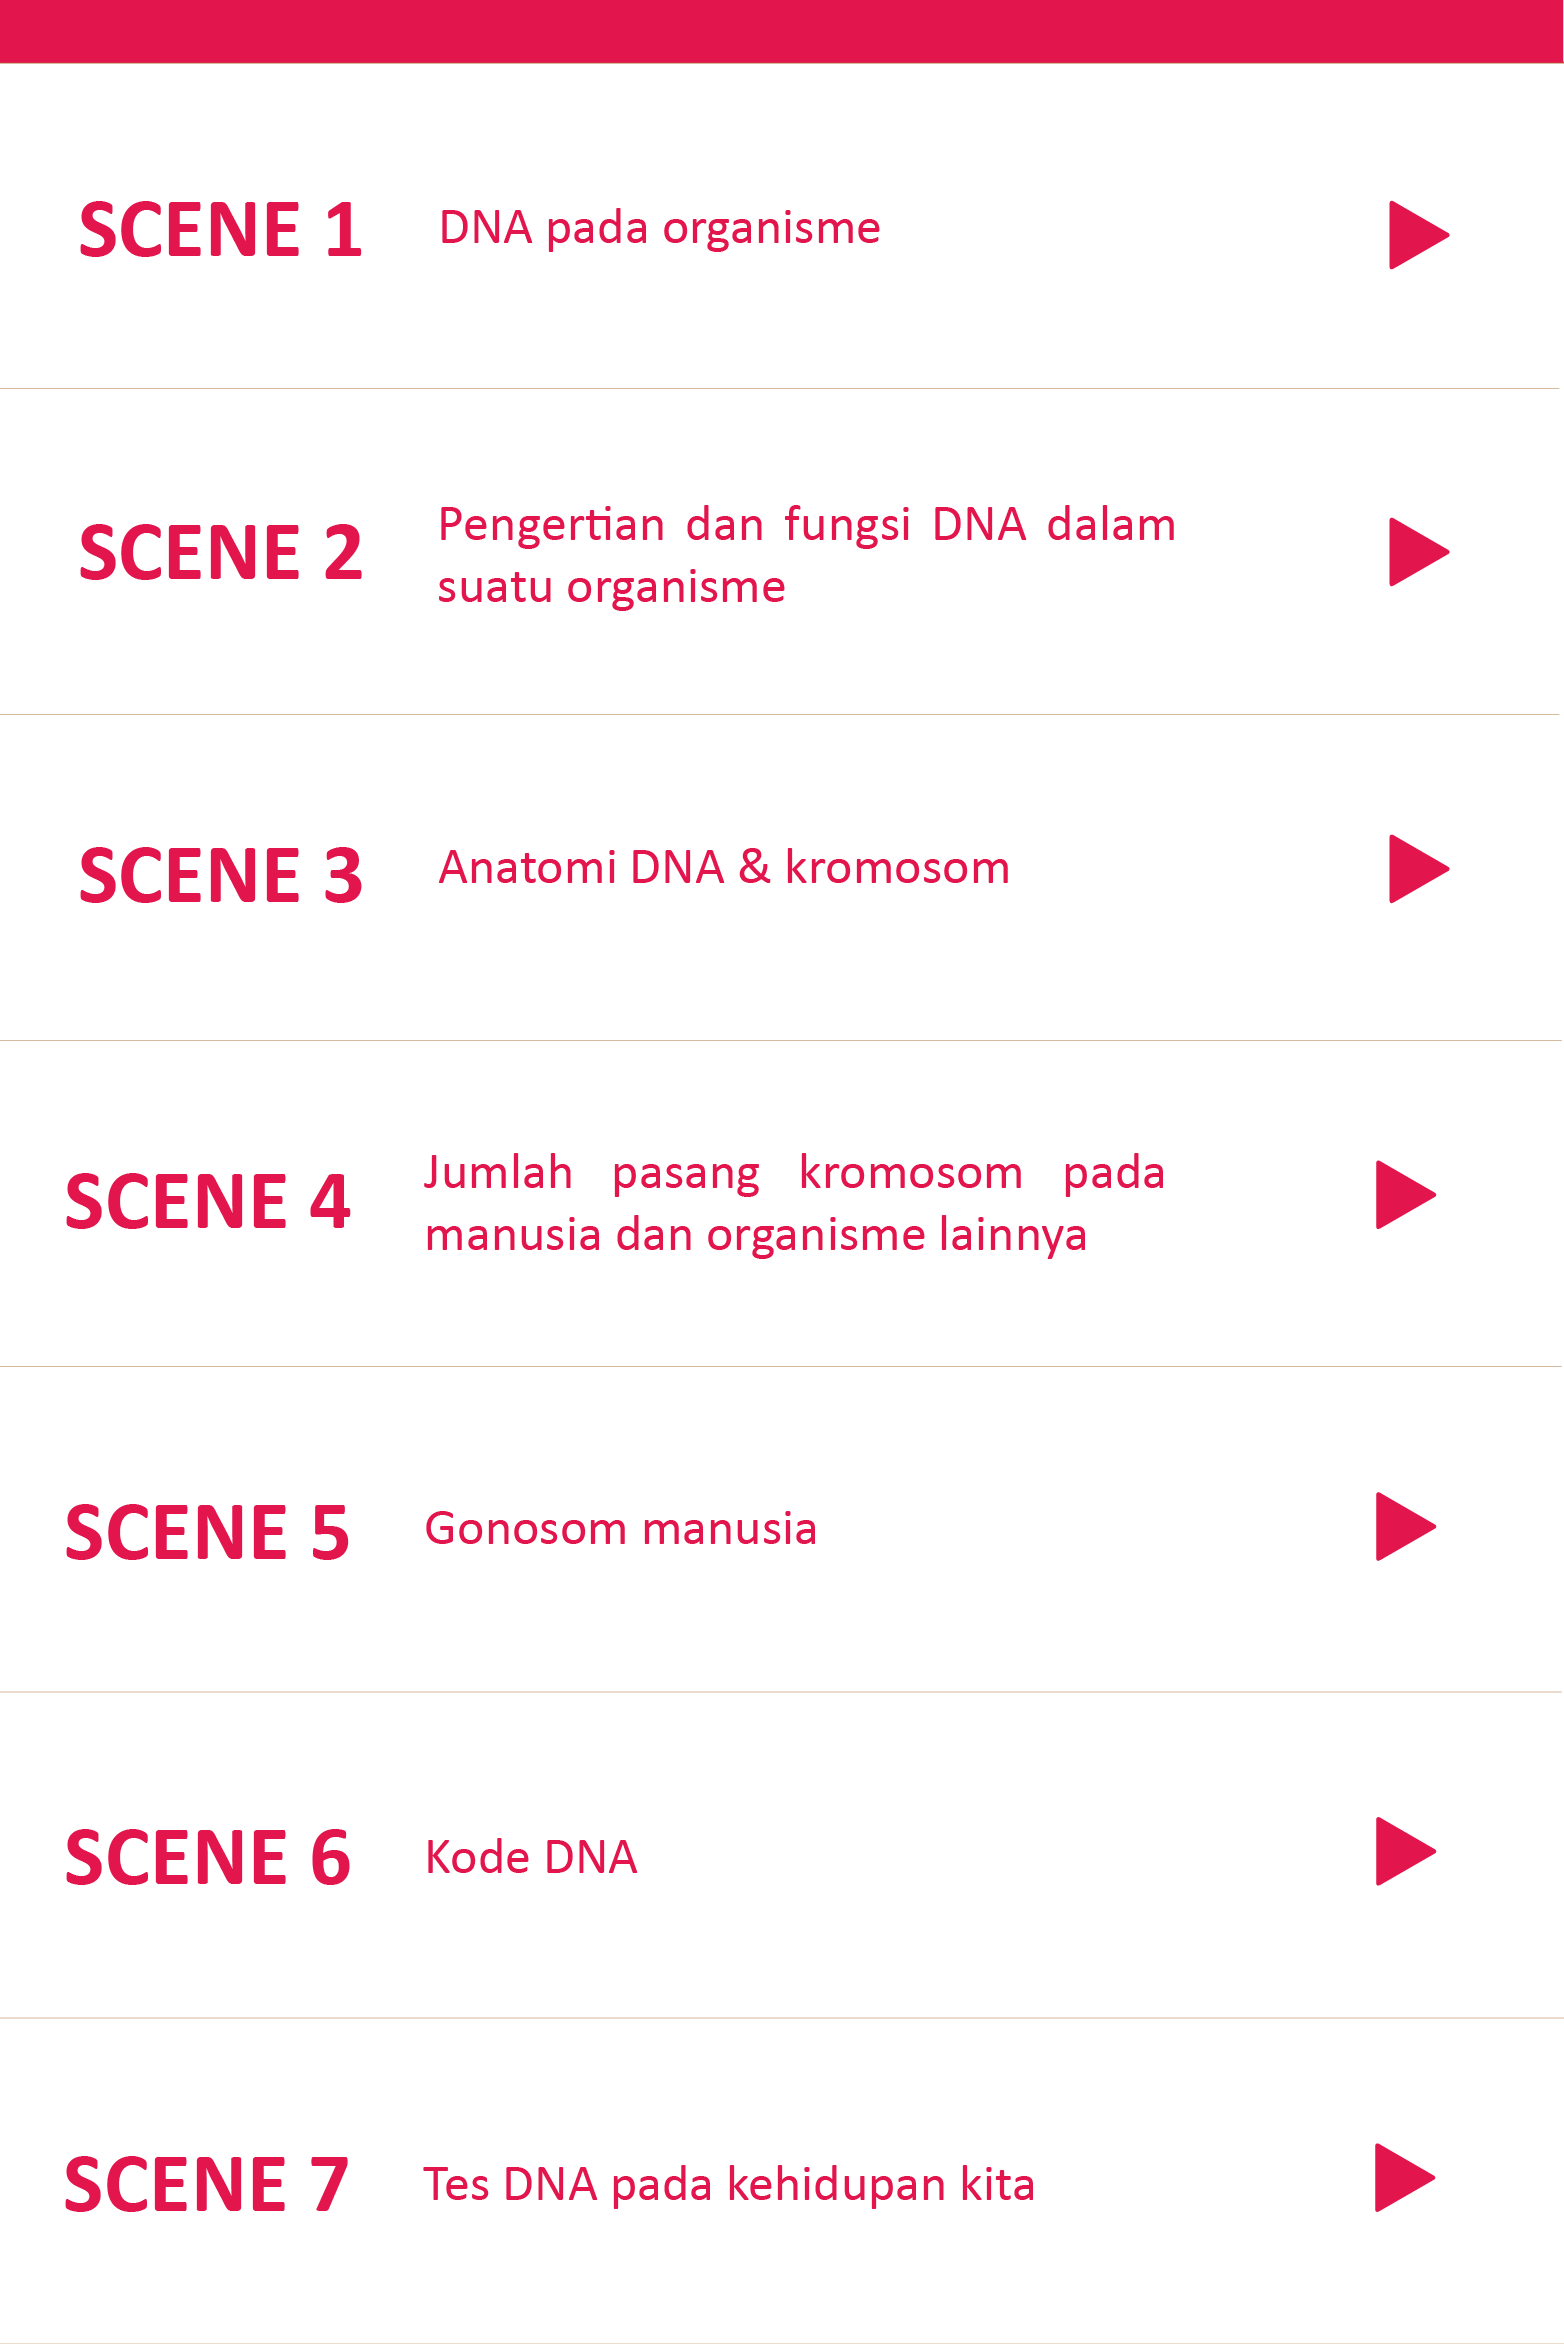 SCENE 1
DNA pada organisme
SCENE 2
Pengertian dan fungsi DNA dalam
suatu organisme
SCENE 3
Anatomi DNA & kromosom
SCENE 4
Jumlah pasang kromosom pada
manusia dan organisme lainnya
SCENE 5
Gonosom manusia
SCENE 6
Kode DNA
SCENE 7
Tes DNA pada kehidupan kita